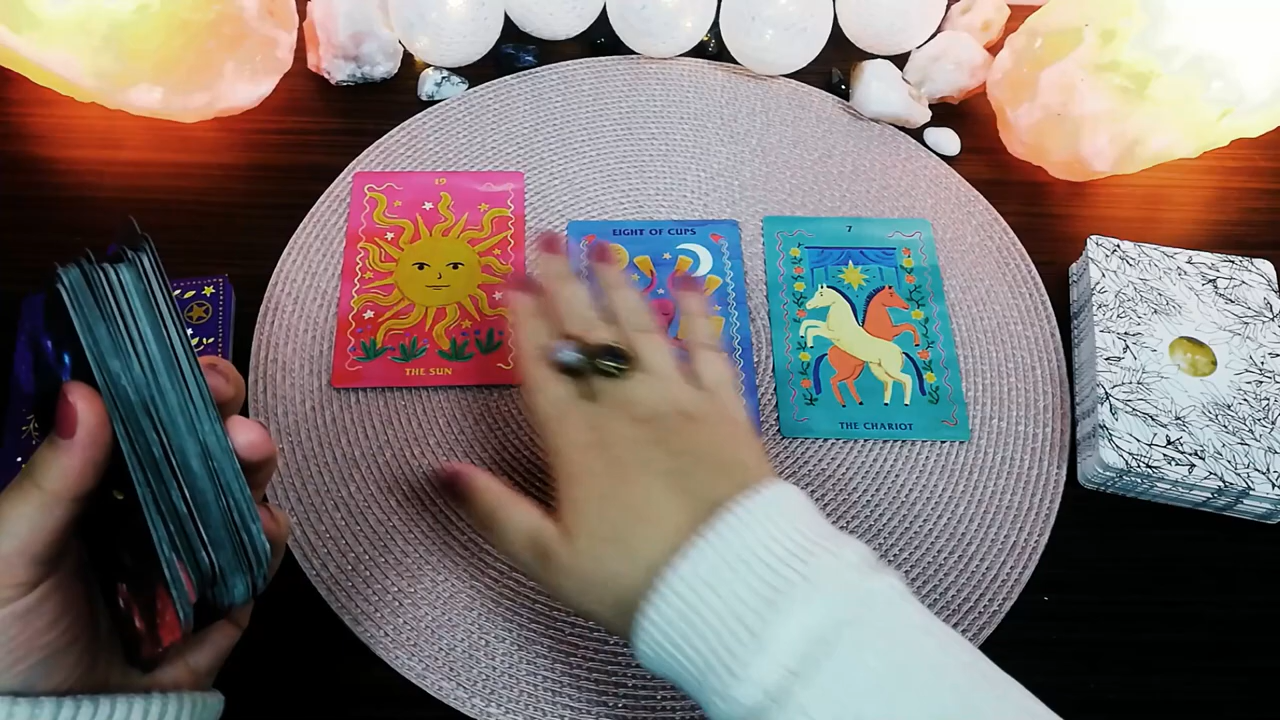 19
THE SUN
EIGHT OF CUPS
7
THE CHARIOT